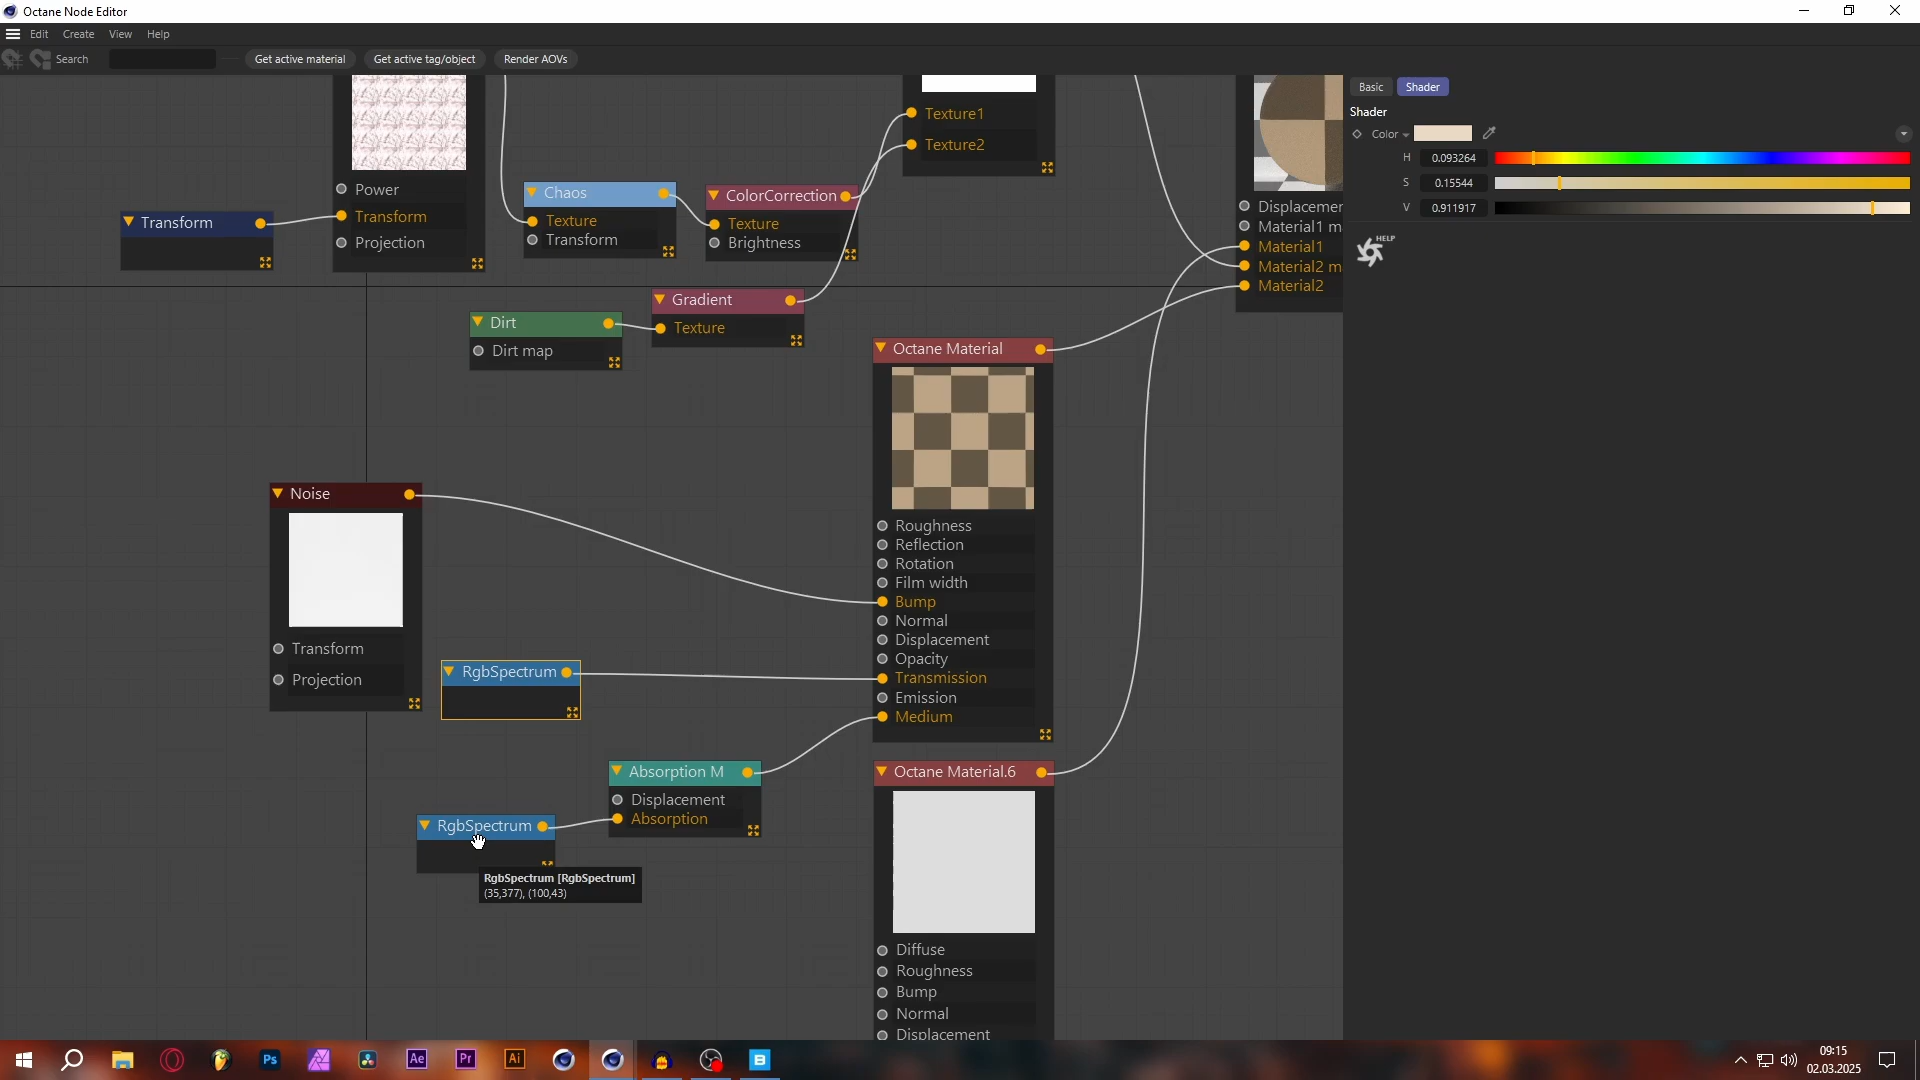 Octane Node Editor
Edit Create View Help
Search Get active material Get active tag/object Render AOVs
Basic Shader
Shader
Color
H 0.093264
S 0.15544
V 0.911917
HELP
Texture1
Texture2
Power
Transform
Projection
Transform
Chaos
Texture
Transform
ColorCorrection
Texture
Brightness
Displacemer
Material1 m
Material1
Material2 m
Material2
Gradient
Texture
Dirt
Dirt map
Octane Material
Roughness
Reflection
Rotation
Film width
Bump
Normal
Displacement
Opacity
Transmission
Emission
Medium
Noise
Transform
Projection
RgbSpectrum
Absorption M
Displacement
Absorption
RgbSpectrum
RgbSpectrum [RgbSpectrum]
(35,377), (100,43)
Octane Material.6
Diffuse
Roughness
Bump
Normal
Displacement
Ps Ae Pr Ai B
09:15
02.03.2025